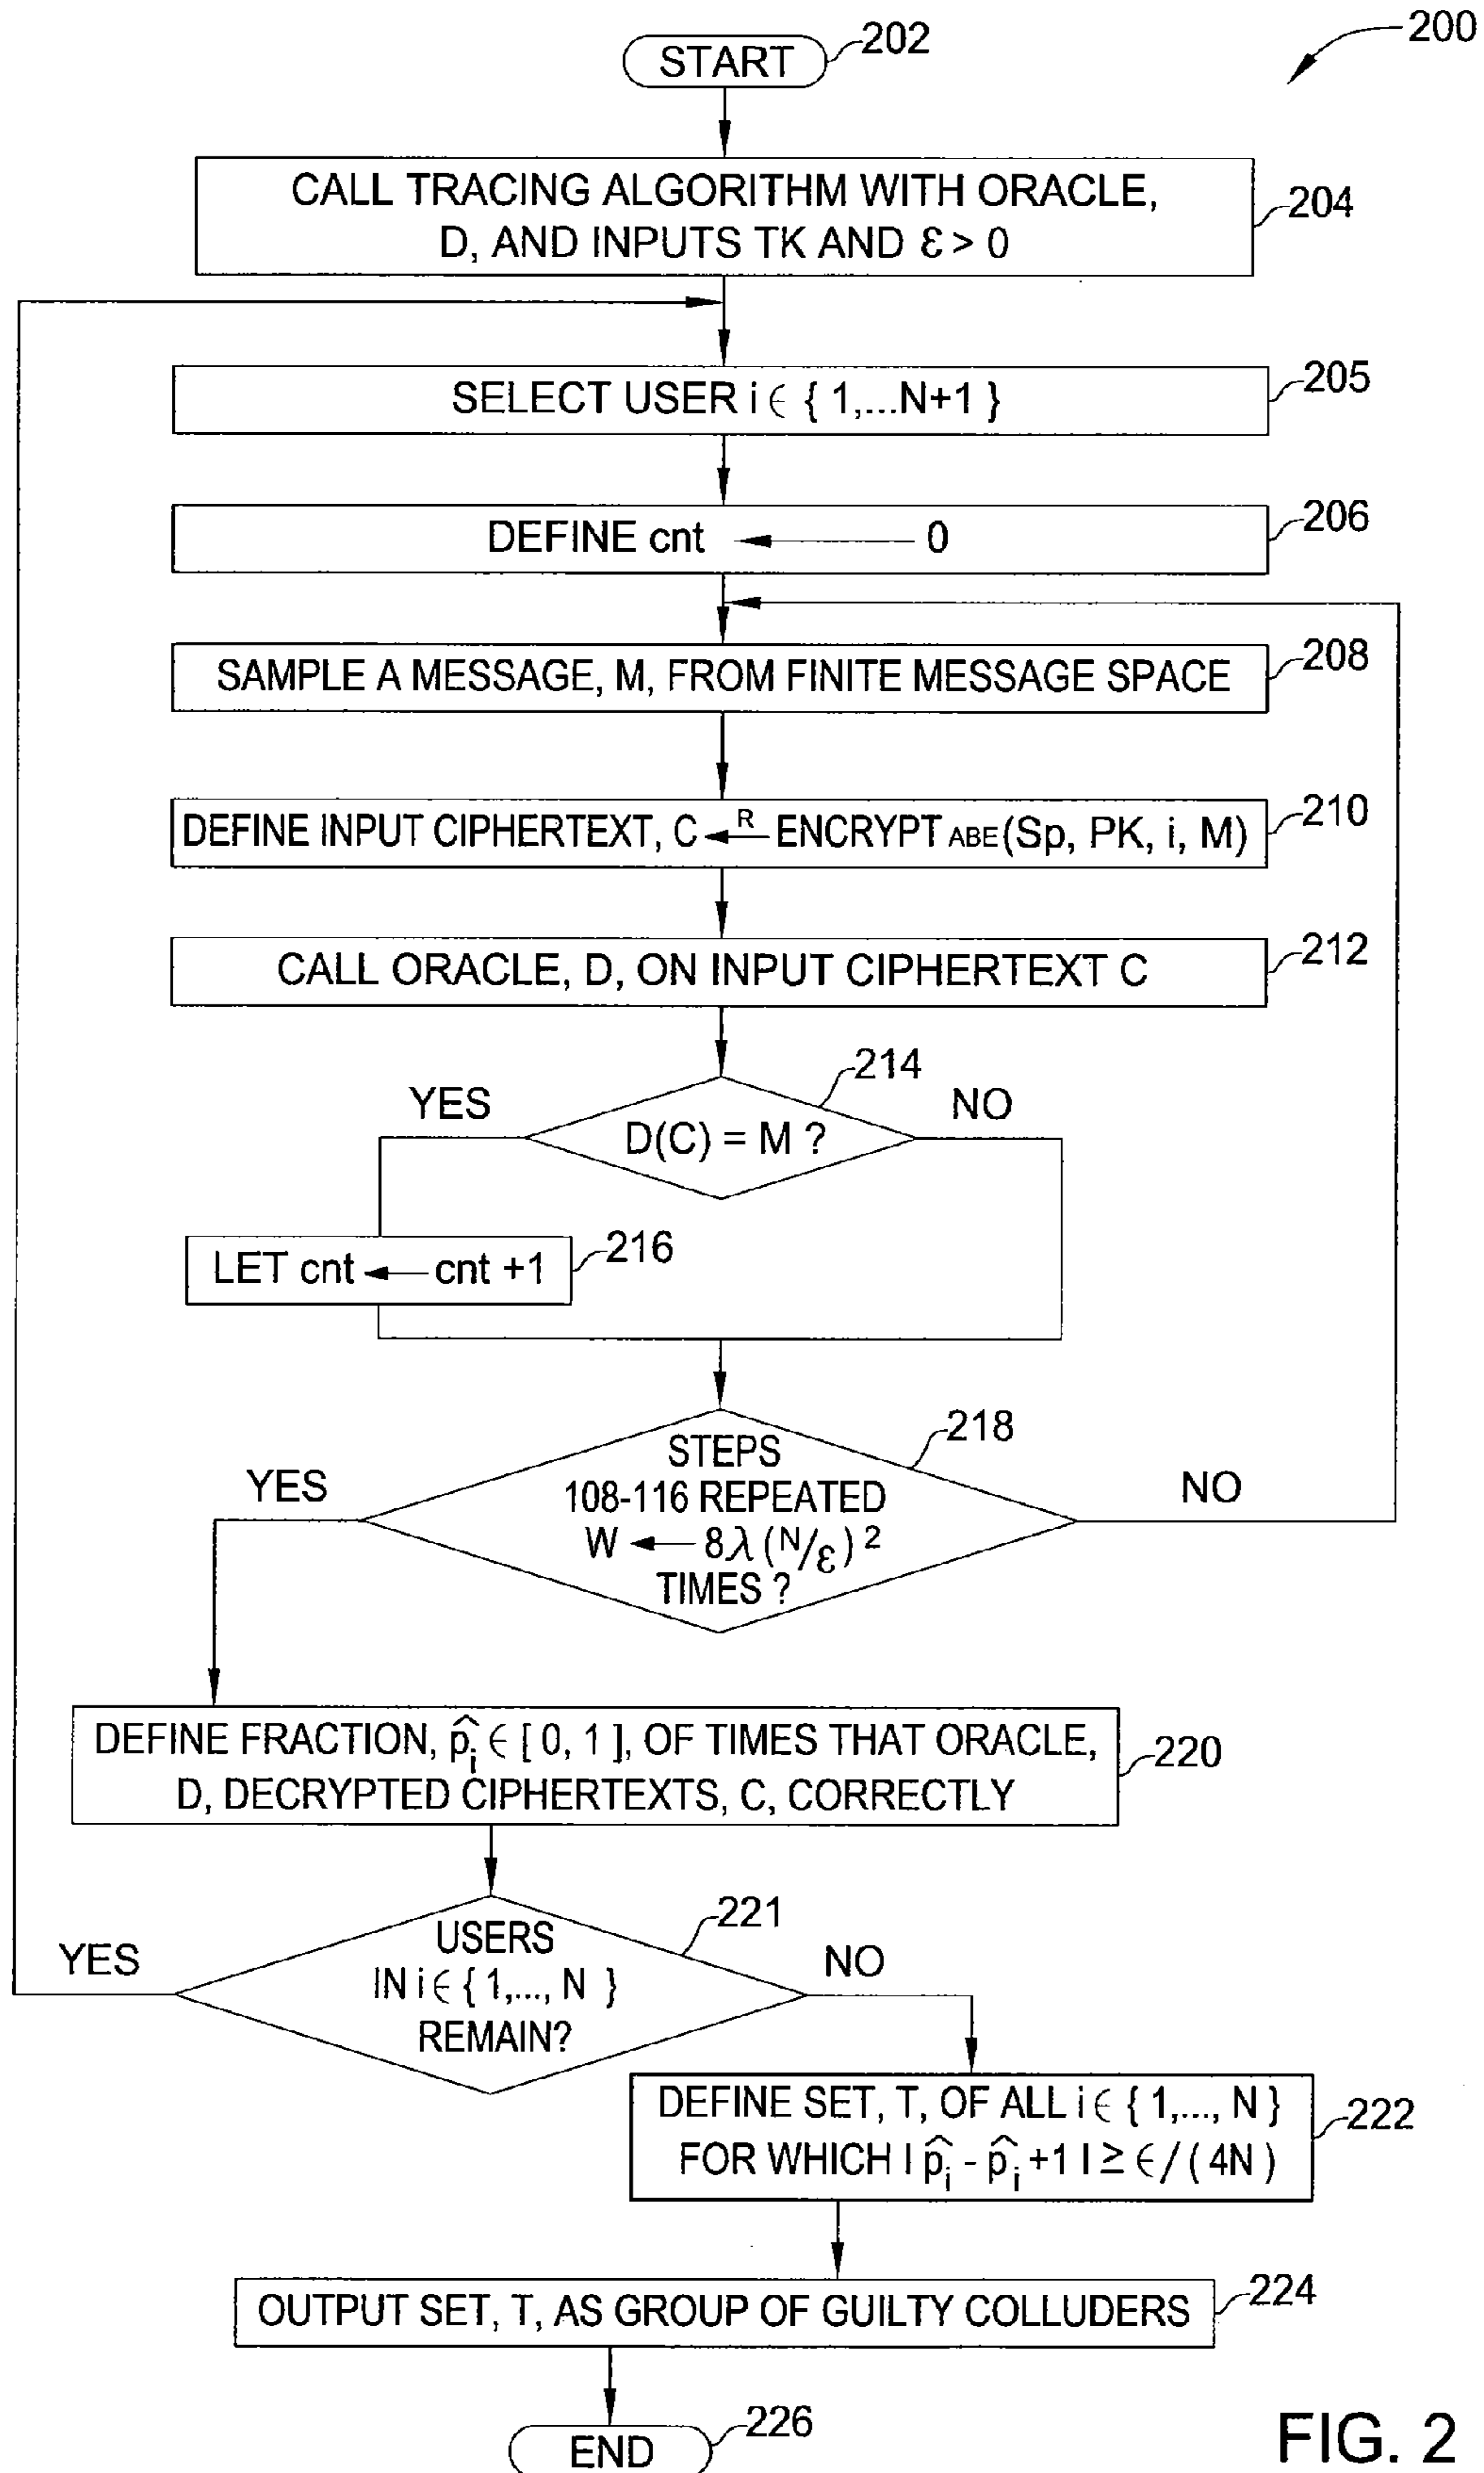 200
START
202
CALL TRACING ALGORITHM WITH ORACLE,
D, AND INPUTS TK AND ε > 0
204
SELECT USER i ∈ { 1,...N+1 }
205
DEFINE cnt ← 0
206
SAMPLE A MESSAGE, M, FROM FINITE MESSAGE SPACE
208
DEFINE INPUT CIPHERTEXT, C ←R ENCRYPT ABE (Sp, PK, i, M)
210
CALL ORACLE, D, ON INPUT CIPHERTEXT C
212
214
YES
NO
D(C) = M ?
LET cnt ← cnt +1
216
218
STEPS
108-116 REPEATED
W ← 8λ (N/ε) 2
TIMES ?
YES
NO
DEFINE FRACTION, p̂i ∈ [ 0, 1 ], OF TIMES THAT ORACLE,
D, DECRYPTED CIPHERTEXTS, C, CORRECTLY
220
221
USERS
IN i ∈ { 1,..., N }
REMAIN?
YES
NO
DEFINE SET, T, OF ALL i ∈ { 1,..., N }
FOR WHICH | p̂i - p̂i +1 | ≥ ϵ / ( 4N )
222
OUTPUT SET, T, AS GROUP OF GUILTY COLLUDERS
224
END
226
FIG. 2